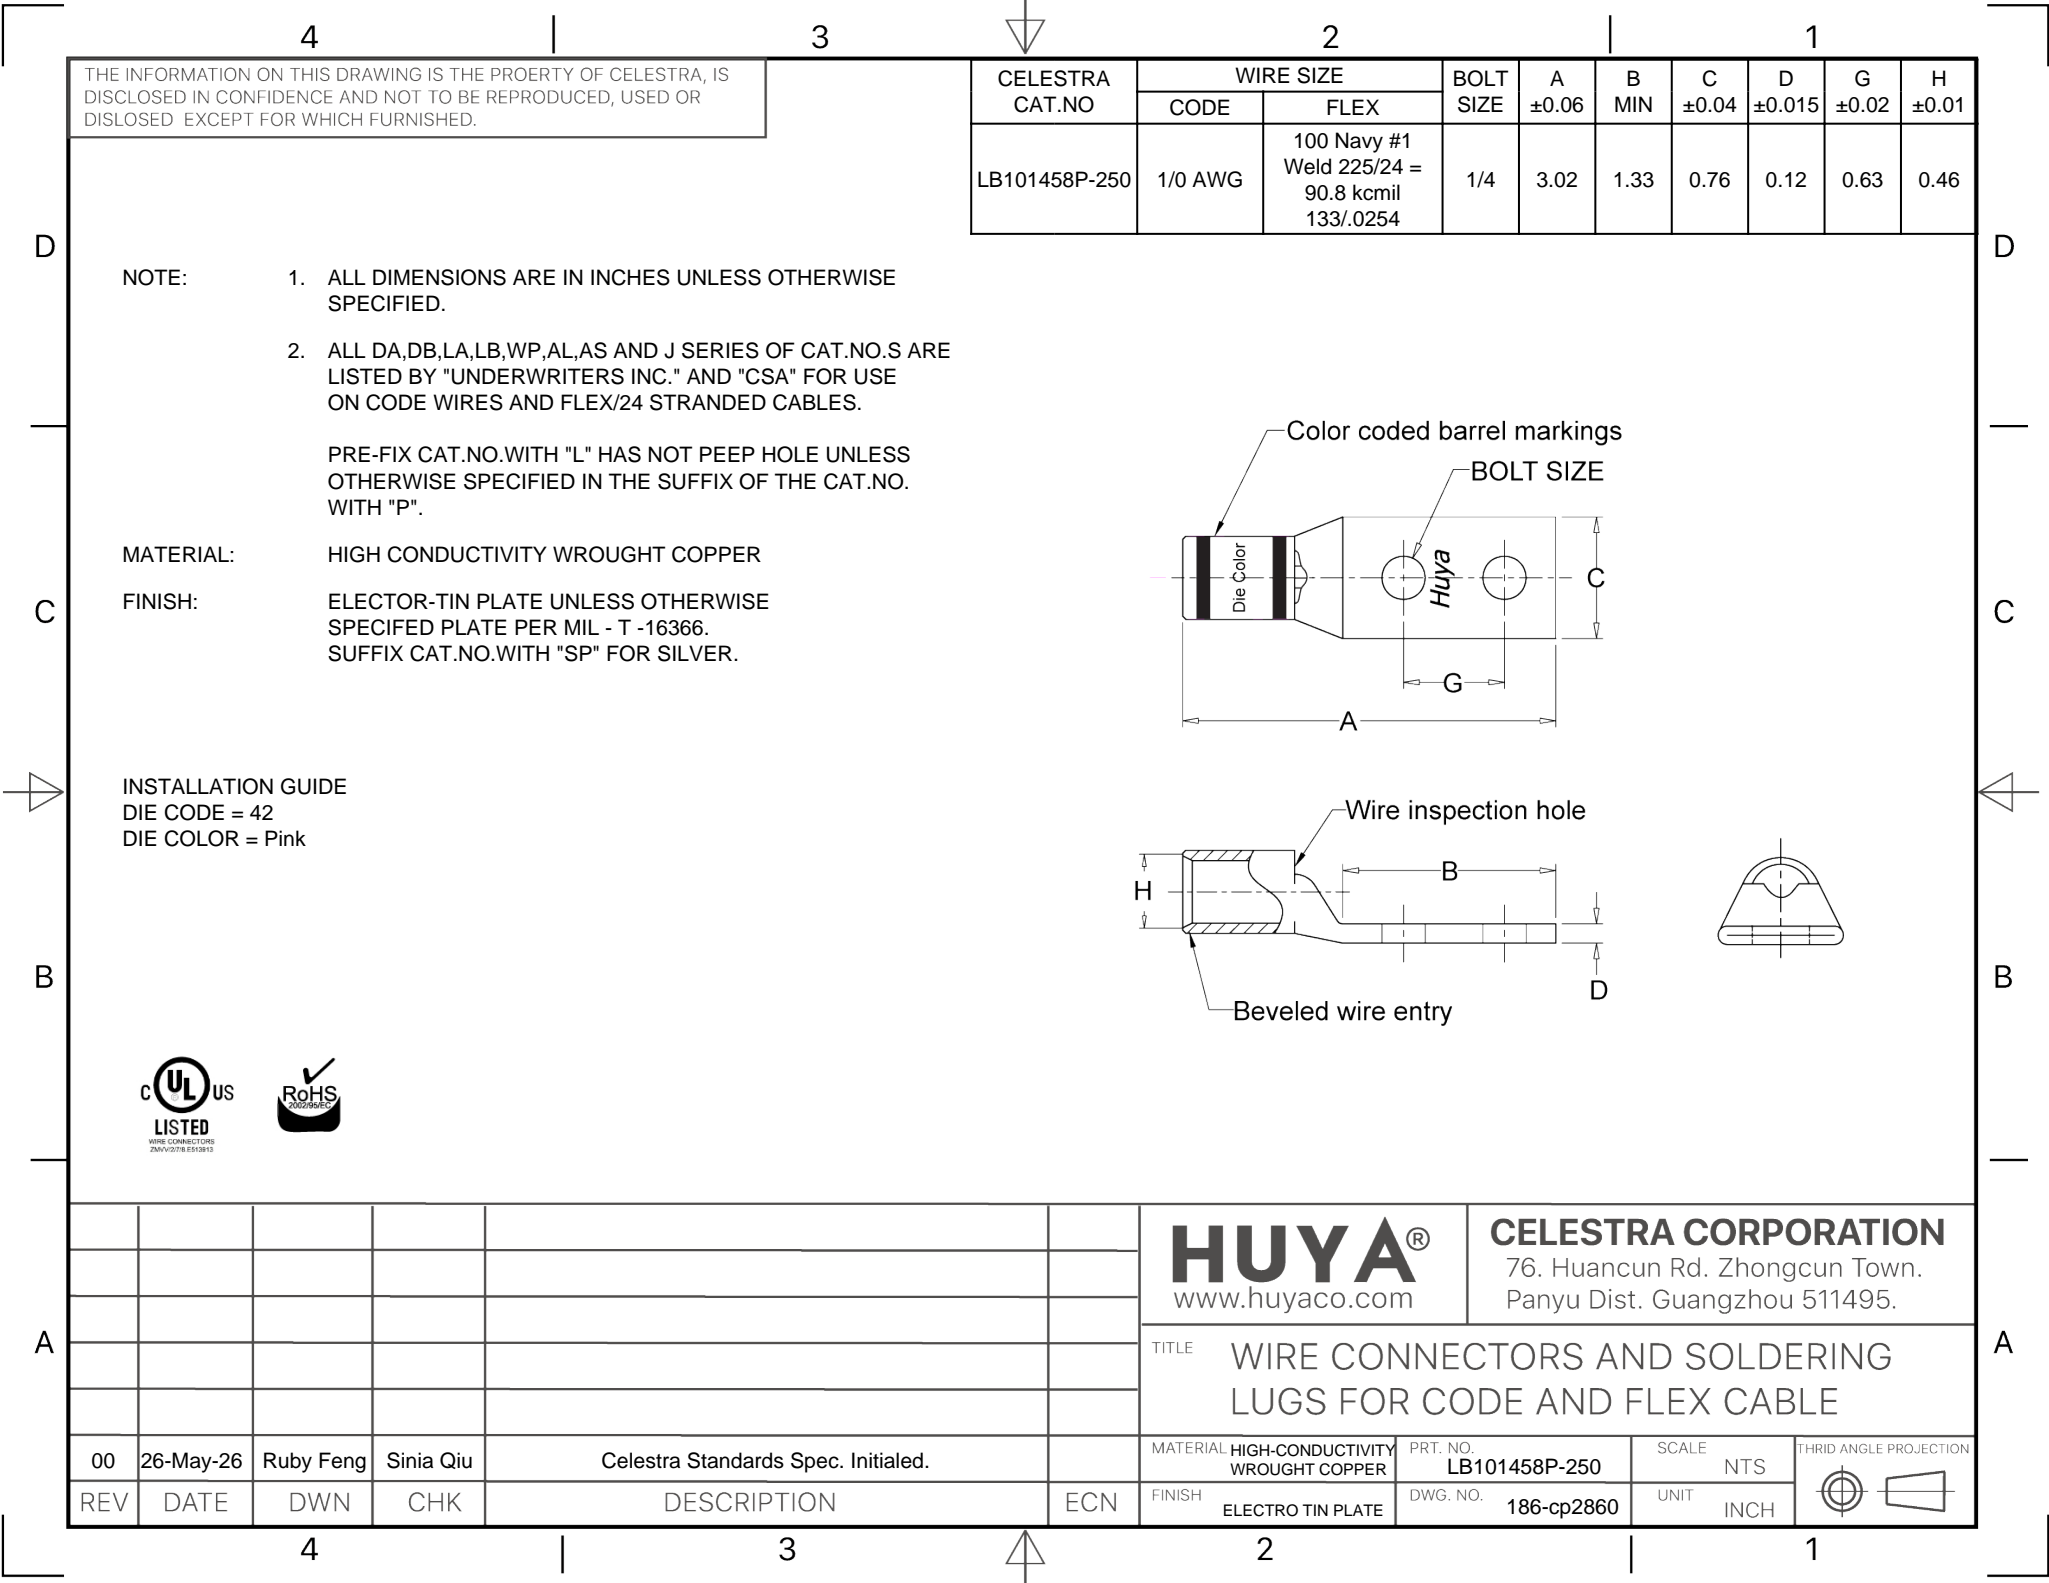 4 3 2 1
THE INFORMATION ON THIS DRAWING IS THE PROERTY OF CELESTRA, IS
DISCLOSED IN CONFIDENCE AND NOT TO BE REPRODUCED, USED OR
DISLOSED EXCEPT FOR WHICH FURNISHED.
CELESTRA CAT.NO
WIRE SIZE
CODE
FLEX
BOLT SIZE
A ±0.06
B MIN
C ±0.04
D ±0.015
G ±0.02
H ±0.01
LB101458P-250
1/0 AWG
100 Navy #1
Weld 225/24 =
90.8 kcmil
133/.0254
1/4
3.02
1.33
0.76
0.12
0.63
0.46
D
D
NOTE:
1. ALL DIMENSIONS ARE IN INCHES UNLESS OTHERWISE
SPECIFIED.
2. ALL DA,DB,LA,LB,WP,AL,AS AND J SERIES OF CAT.NO.S ARE
LISTED BY "UNDERWRITERS INC." AND "CSA" FOR USE
ON CODE WIRES AND FLEX/24 STRANDED CABLES.
PRE-FIX CAT.NO.WITH "L" HAS NOT PEEP HOLE UNLESS
OTHERWISE SPECIFIED IN THE SUFFIX OF THE CAT.NO.
WITH "P".
MATERIAL: HIGH CONDUCTIVITY WROUGHT COPPER
FINISH: ELECTOR-TIN PLATE UNLESS OTHERWISE
SPECIFED PLATE PER MIL - T -16366.
SUFFIX CAT.NO.WITH "SP" FOR SILVER.
C
C
Color coded barrel markings
BOLT SIZE
Die Color
Huya
C
G
A
INSTALLATION GUIDE
DIE CODE = 42
DIE COLOR = Pink
Wire inspection hole
B
H
D
Beveled wire entry
B
B
C UL ® US
LISTED
WIRE CONNECTORS
ZMVV/2/7/8.E513813
RoHS
2002/95/EC
A
A
HUYA®
www.huyaco.com
CELESTRA CORPORATION
76. Huancun Rd. Zhongcun Town.
Panyu Dist. Guangzhou 511495.
TITLE
WIRE CONNECTORS AND SOLDERING
LUGS FOR CODE AND FLEX CABLE
00 26-May-26 Ruby Feng Sinia Qiu Celestra Standards Spec. Initialed.
REV DATE DWN CHK DESCRIPTION ECN
MATERIAL HIGH-CONDUCTIVITY
WROUGHT COPPER
PRT. NO.
LB101458P-250
SCALE
NTS
THRID ANGLE PROJECTION
FINISH
ELECTRO TIN PLATE
DWG. NO.
186-cp2860
UNIT
INCH
4 3 2 1